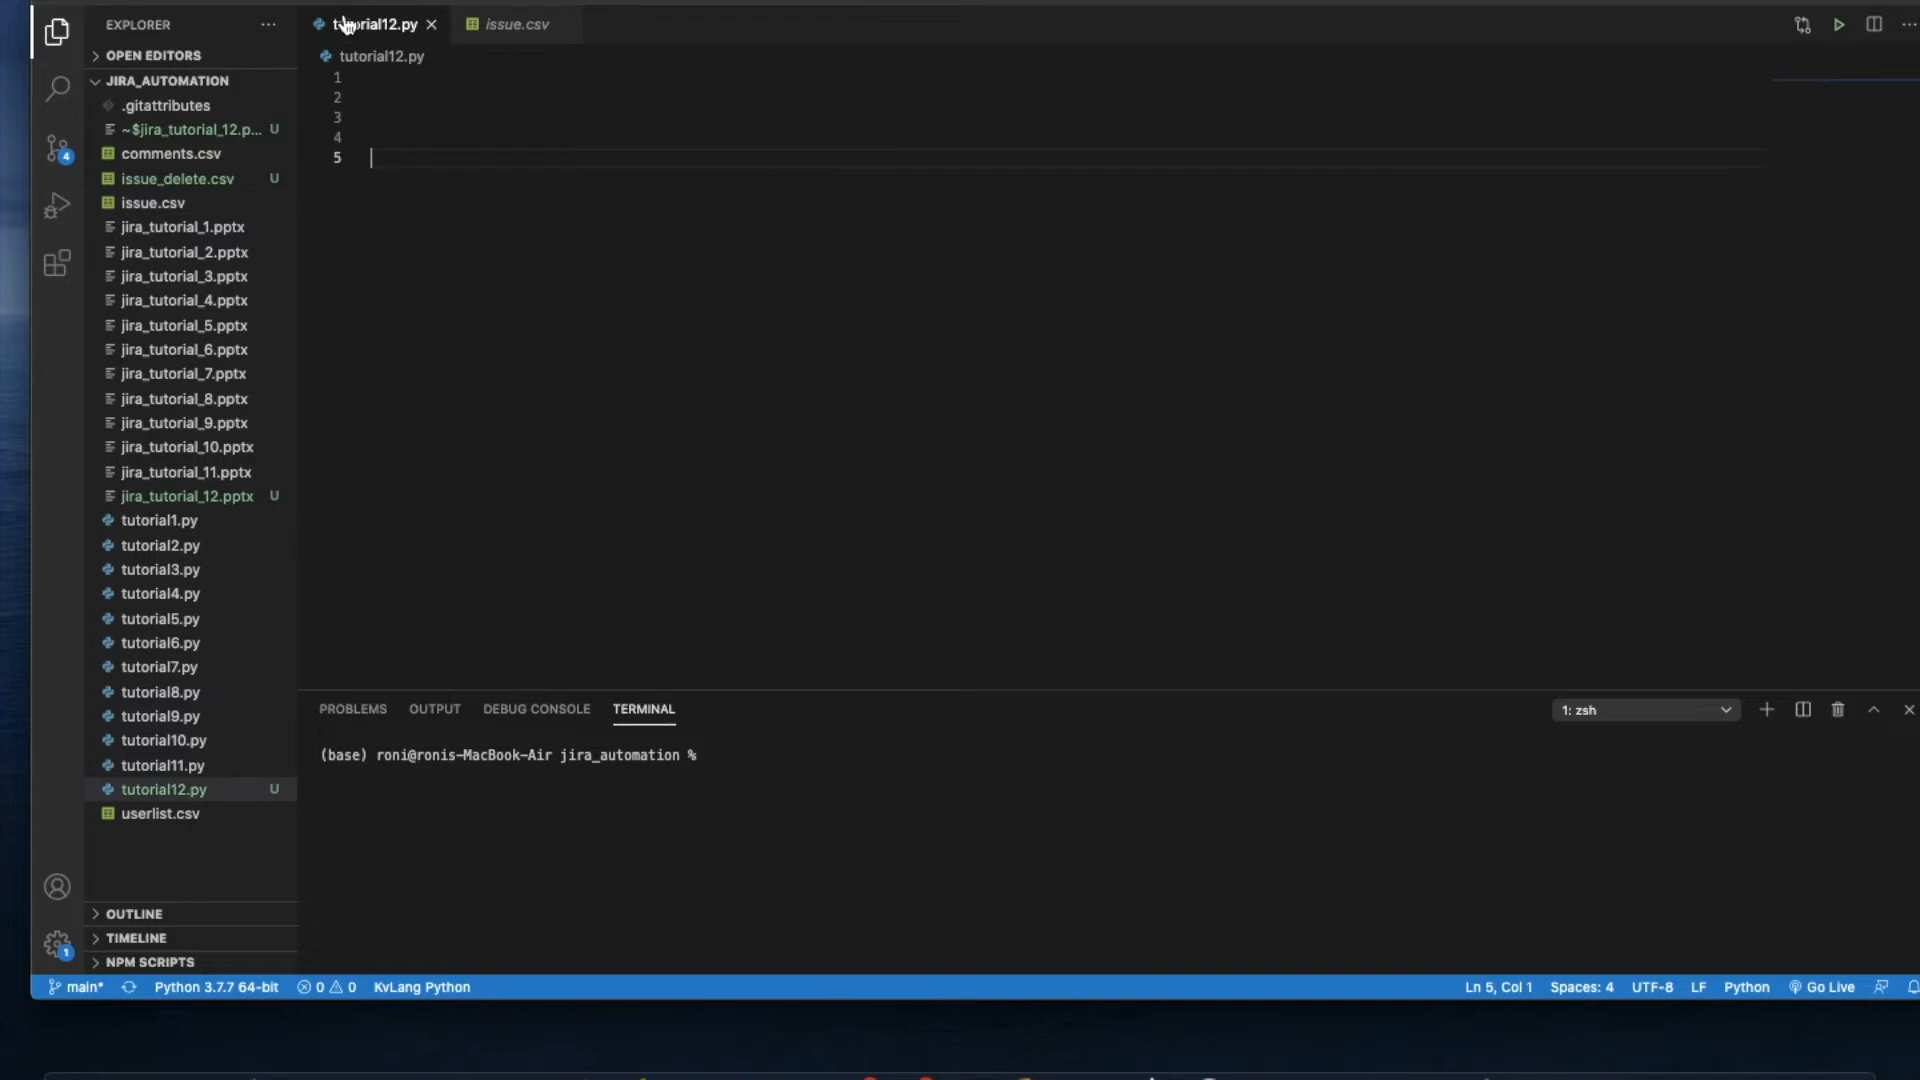 EXPLORER
tutorial12.py
issue.csv
OPEN EDITORS
tutorial12.py
JIRA_AUTOMATION
.gitattributes
~$jira_tutorial_12.p... U
comments.csv
issue_delete.csv U
issue.csv
jira_tutorial_1.pptx
jira_tutorial_2.pptx
jira_tutorial_3.pptx
jira_tutorial_4.pptx
jira_tutorial_5.pptx
jira_tutorial_6.pptx
jira_tutorial_7.pptx
jira_tutorial_8.pptx
jira_tutorial_9.pptx
jira_tutorial_10.pptx
jira_tutorial_11.pptx
jira_tutorial_12.pptx U
tutorial1.py
tutorial2.py
tutorial3.py
tutorial4.py
tutorial5.py
tutorial6.py
tutorial7.py
tutorial8.py
tutorial9.py
tutorial10.py
tutorial11.py
tutorial12.py U
userlist.csv
OUTLINE
TIMELINE
NPM SCRIPTS
1
2
3
4
5
PROBLEMS OUTPUT DEBUG CONSOLE TERMINAL
1: zsh
(base) roni@ronis-MacBook-Air jira_automation %
4
1
main* Python 3.7.7 64-bit 0 0 KvLang Python Ln 5, Col 1 Spaces: 4 UTF-8 LF Python Go Live